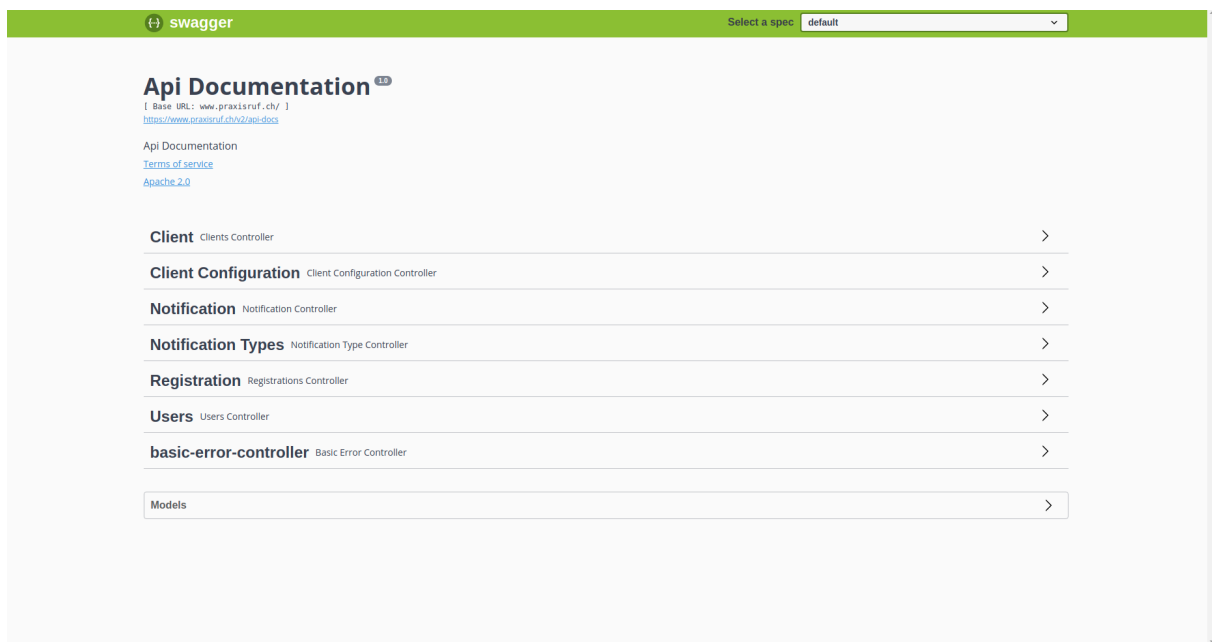 swagger
Select a spec default
Api Documentation 1.0
[ Base URL: www.praxisruf.ch/ ]
https://www.praxisruf.ch/v2/api-docs
Api Documentation
Terms of service
Apache 2.0
Client Clients Controller
Client Configuration Client Configuration Controller
Notification Notification Controller
Notification Types Notification Type Controller
Registration Registrations Controller
Users Users Controller
basic-error-controller Basic Error Controller
Models